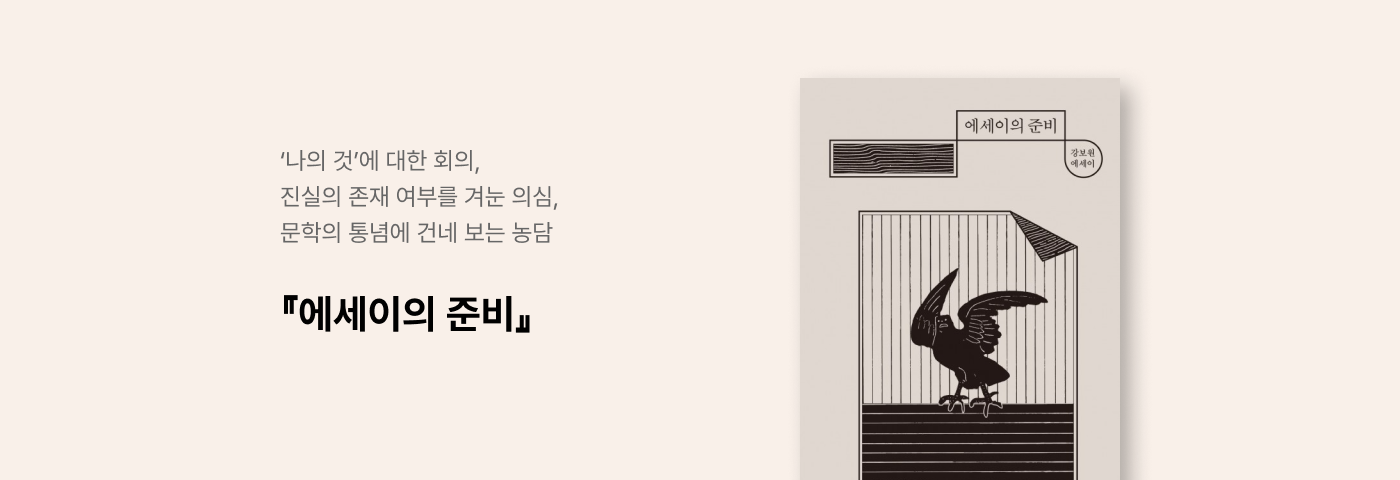 ‘나의 것’에 대한 회의,
진실의 존재 여부를 겨눈 의심,
문학의 통념에 건네 보는 농담
『에세이의 준비』
에세이의 준비
강보원
에세이